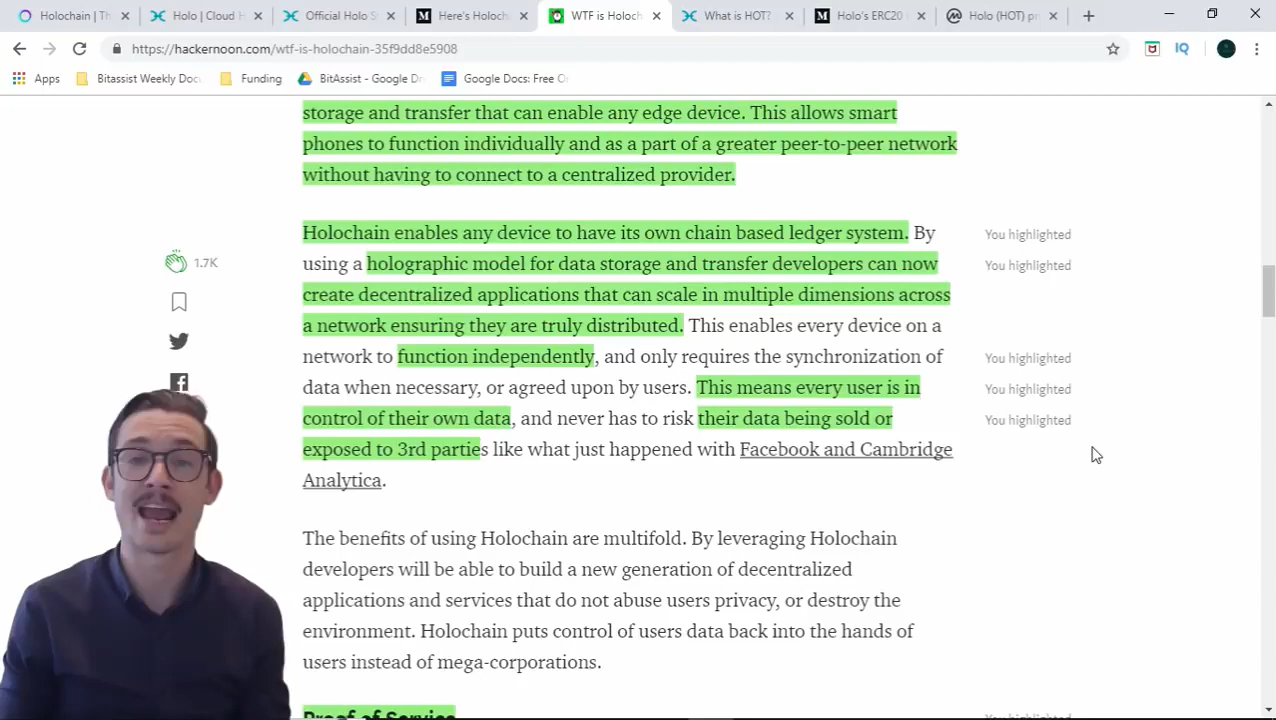 Holochain | Th
Holo | Cloud H
Official Holo S
Here's Holoch
WTF is Holoch
What is HOT?
Holo's ERC20
Holo (HOT) pr
https://hackernoon.com/wtf-is-holochain-35f9dd8e5908
IQ
Apps
Bitassist Weekly Doc
Funding
BitAssist - Google Dr
Google Docs: Free O
storage and transfer that can enable any edge device. This allows smart
phones to function individually and as a part of a greater peer-to-peer network
without having to connect to a centralized provider.
Holochain enables any device to have its own chain based ledger system. By
You highlighted
using a holographic model for data storage and transfer developers can now
You highlighted
create decentralized applications that can scale in multiple dimensions across
a network ensuring they are truly distributed. This enables every device on a
network to function independently, and only requires the synchronization of
You highlighted
data when necessary, or agreed upon by users. This means every user is in
You highlighted
control of their own data, and never has to risk their data being sold or
You highlighted
exposed to 3rd parties like what just happened with Facebook and Cambridge
Analytica.
1.7K
The benefits of using Holochain are multifold. By leveraging Holochain
developers will be able to build a new generation of decentralized
applications and services that do not abuse users privacy, or destroy the
environment. Holochain puts control of users data back into the hands of
users instead of mega-corporations.
Proof of Service
You highlighted